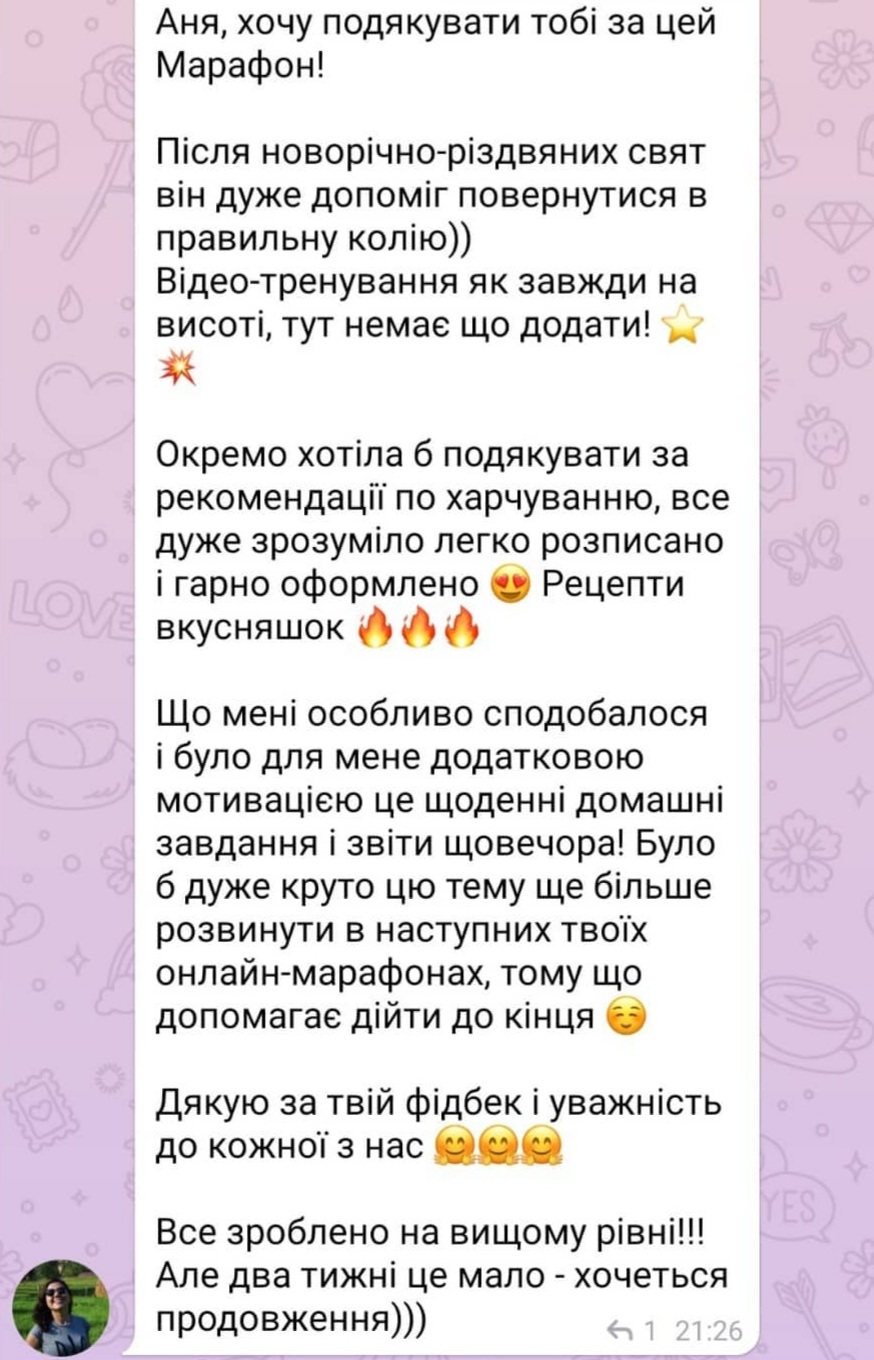 Аня, хочу подякувати тобі за цей
Марафон!
Після новорічно-різдвяних свят
він дуже допоміг повернутися в
правильну колію))
Відео-тренування як завжди на
висоті, тут немає що додати! ⭐
💥
Окремо хотіла б подякувати за
рекомендації по харчуванню, все
дуже зрозуміло легко розписано
і гарно оформлено 😍 Рецепти
вкусняшок 🔥🔥🔥
Що мені особливо сподобалося
і було для мене додатковою
мотивацією це щоденні домашні
завдання і звіти щовечора! Було
б дуже круто цю тему ще більше
розвинути в наступних твоїх
онлайн-марафонах, тому що
допомагає дійти до кінця ☺️
Дякую за твій фідбек і уважність
до кожної з нас 🤗🤗🤗
Все зроблено на вищому рівні!!!
Але два тижні це мало - хочеться
продовження)))
1 21:26
LOVE
YES